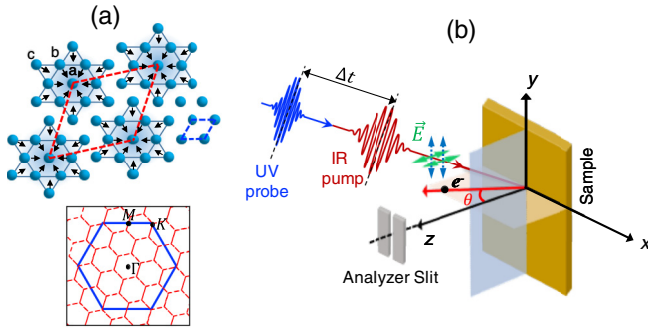 (a)
c
b
a
M
K
Γ
(b)
Δt
E
UV
probe
IR
pump
e-
θ
z
y
x
Sample
Analyzer Slit